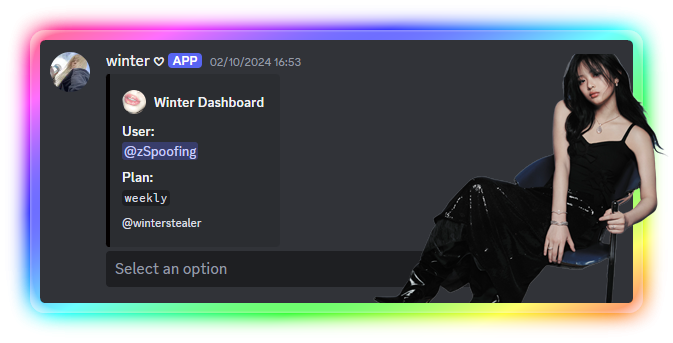 winter ♡ APP 02/10/2024 16:53
Winter Dashboard
User:
@zSpoofing
Plan:
weekly
@winterstealer
Select an option